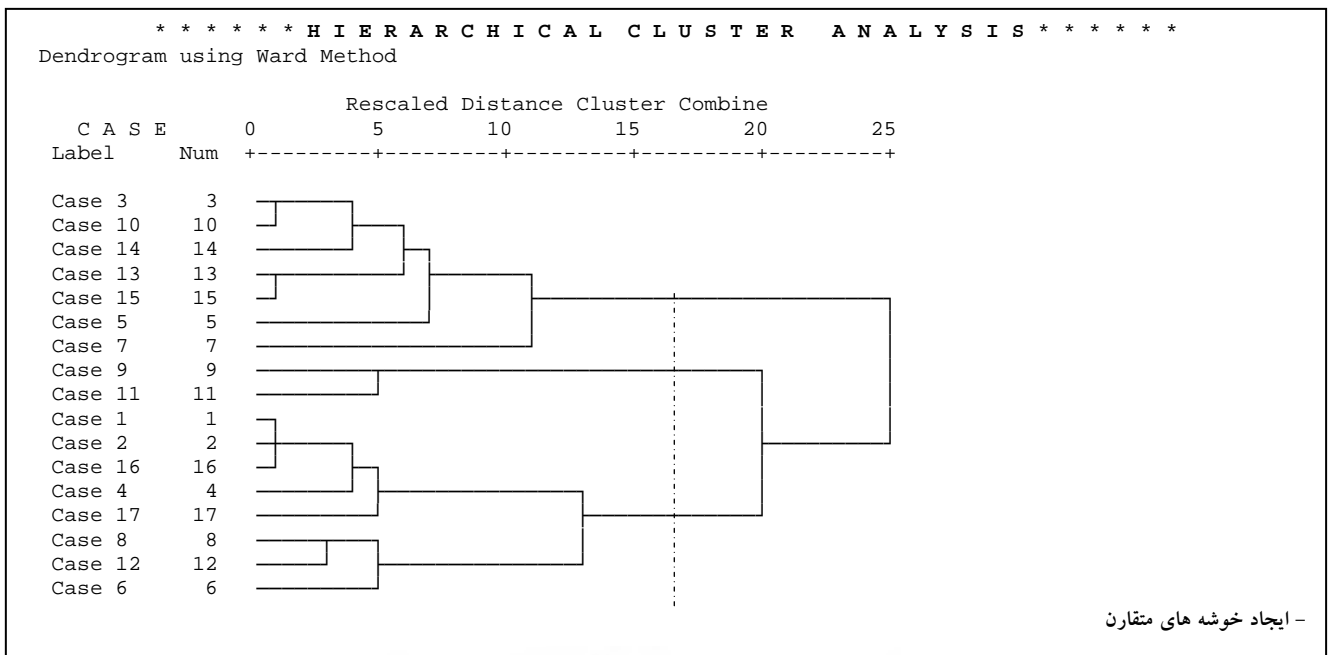 * * * * * * H I E R A R C H I C A L C L U S T E R A N A L Y S I S * * * * * *
Dendrogram using Ward Method
Rescaled Distance Cluster Combine
C A S E 0 5 10 15 20 25
Label Num +---------+---------+---------+---------+---------+
Case 3 3
Case 10 10
Case 14 14
Case 13 13
Case 15 15
Case 5 5
Case 7 7
Case 9 9
Case 11 11
Case 1 1
Case 2 2
Case 16 16
Case 4 4
Case 17 17
Case 8 8
Case 12 12
Case 6 6
- ایجاد خوشه های متقارن